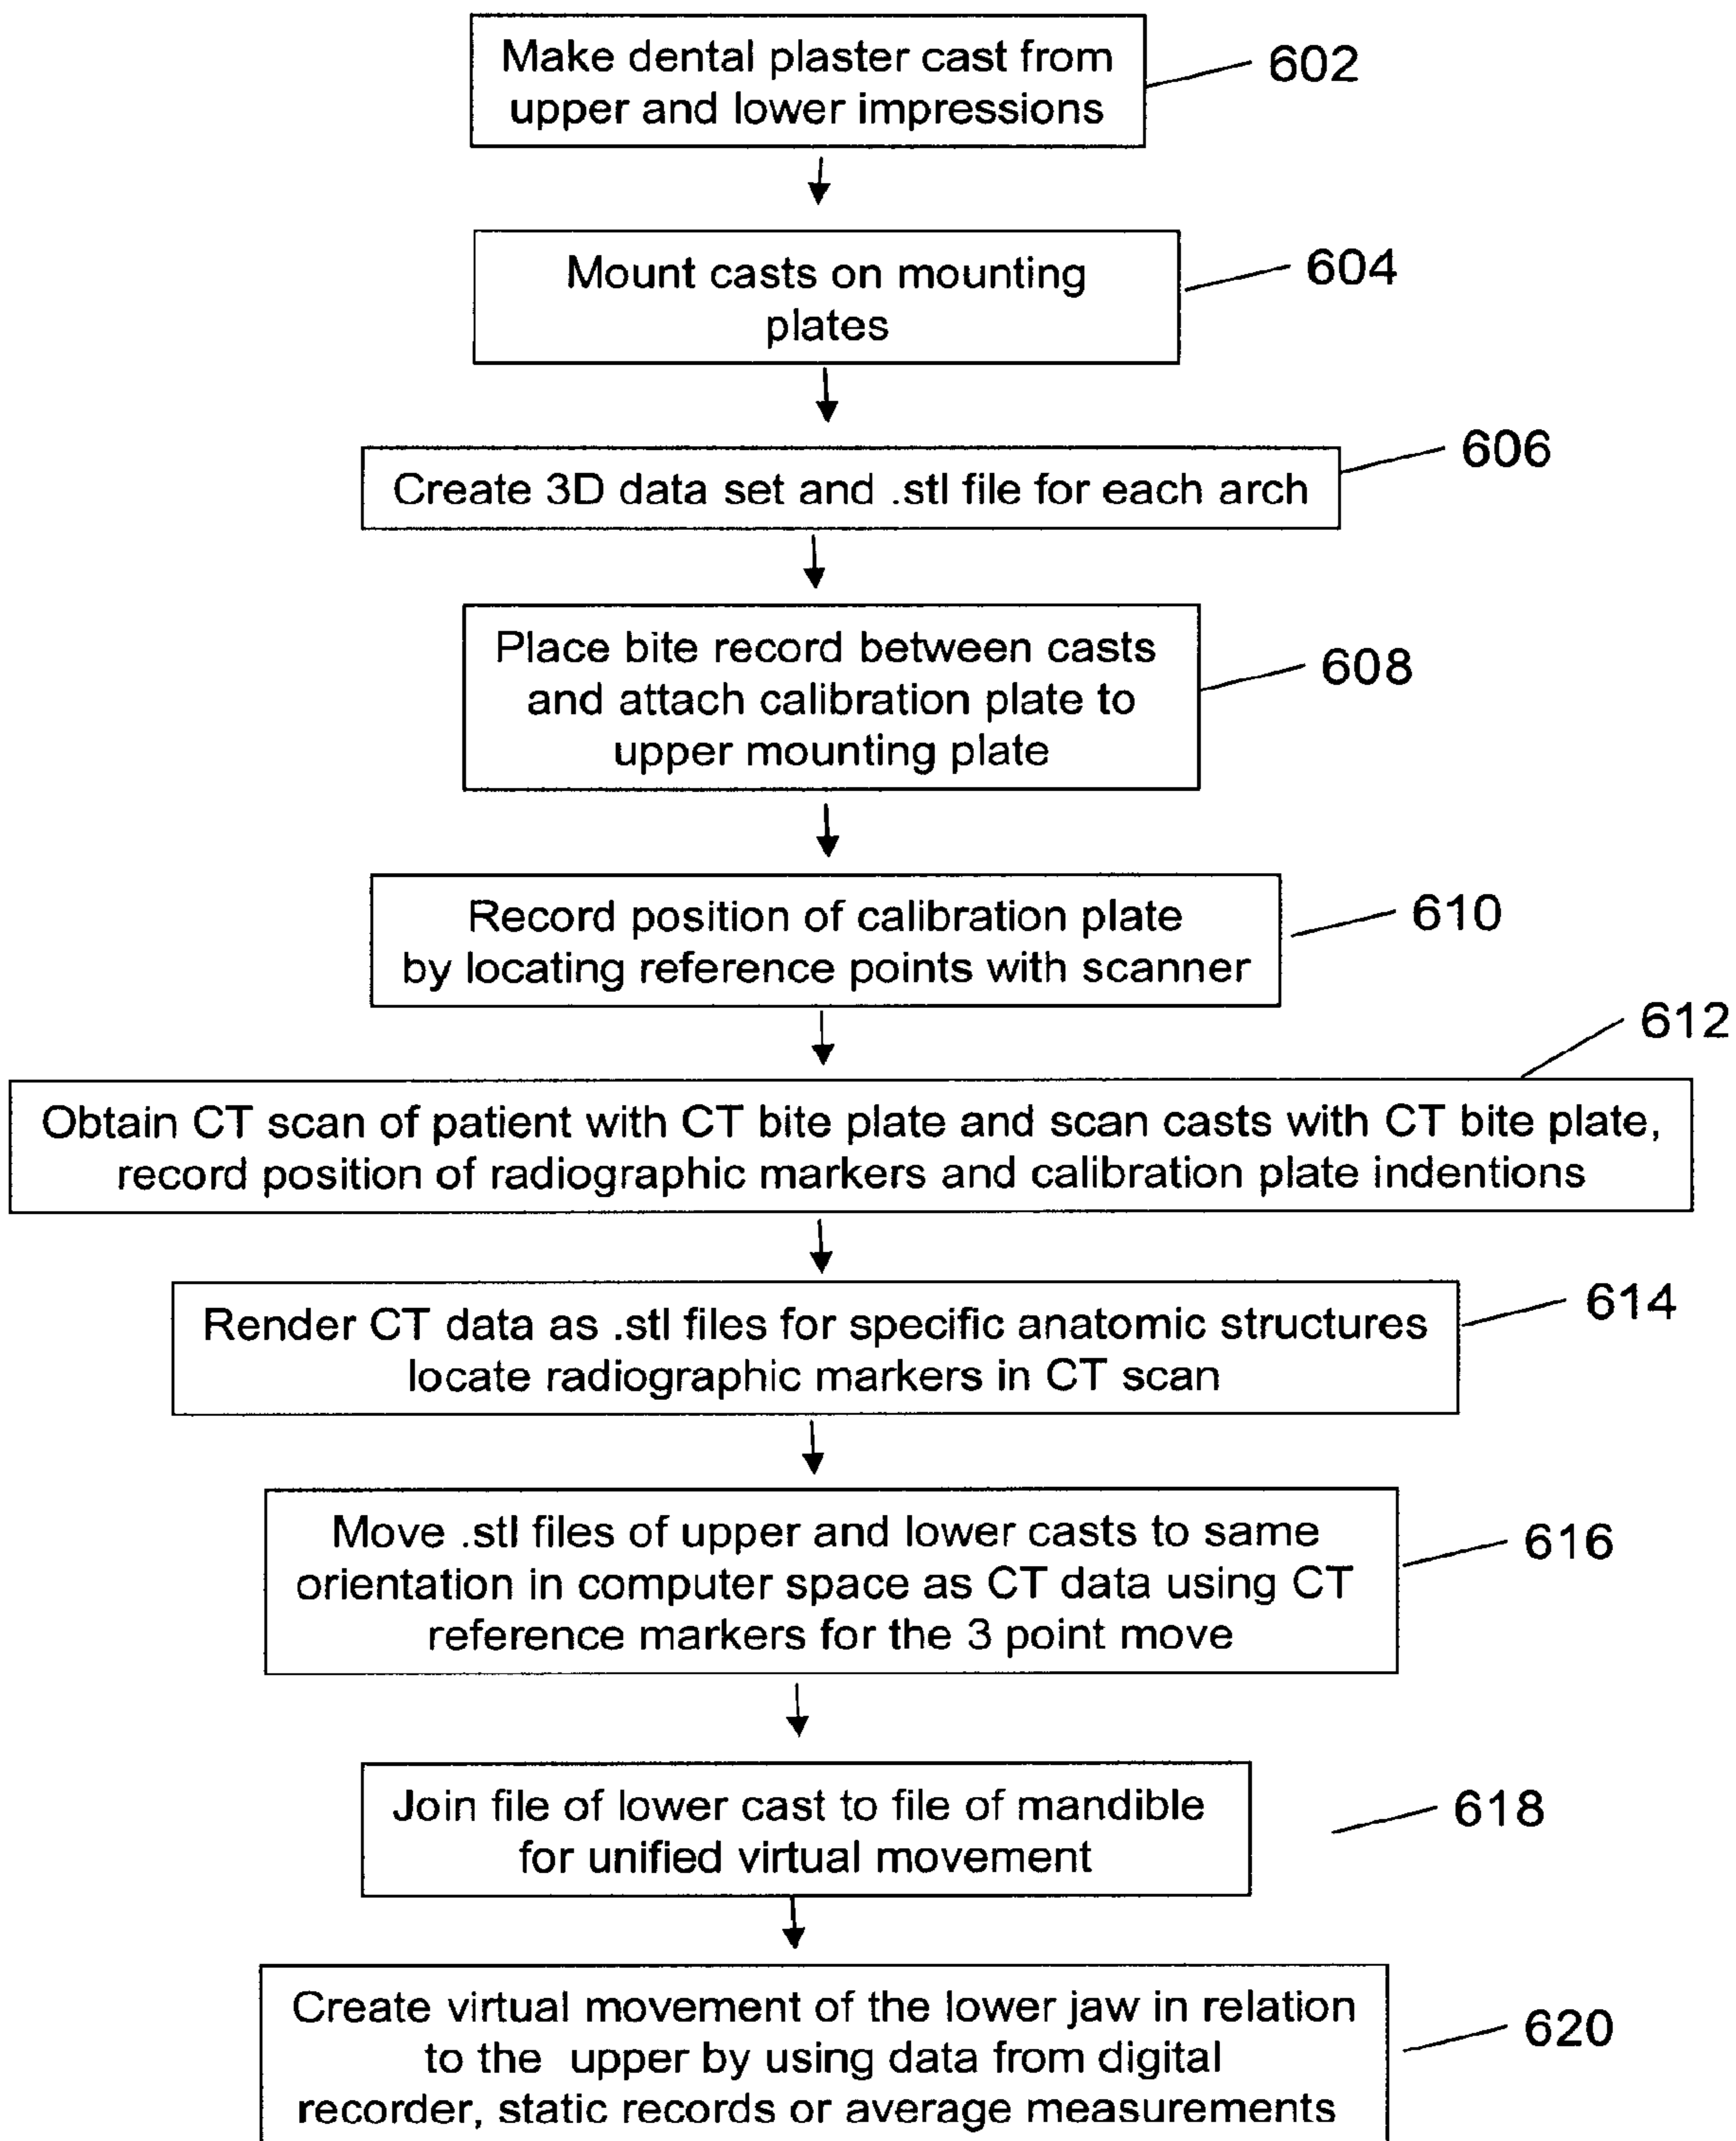 Make dental plaster cast from
upper and lower impressions
602
Mount casts on mounting
plates
604
606
Create 3D data set and .stl file for each arch
Place bite record between casts
and attach calibration plate to
upper mounting plate
608
Record position of calibration plate
by locating reference points with scanner
610
612
Obtain CT scan of patient with CT bite plate and scan casts with CT bite plate,
record position of radiographic markers and calibration plate indentions
Render CT data as .stl files for specific anatomic structures
locate radiographic markers in CT scan
614
Move .stl files of upper and lower casts to same
orientation in computer space as CT data using CT
reference markers for the 3 point move
616
Join file of lower cast to file of mandible
for unified virtual movement
618
Create virtual movement of the lower jaw in relation
to the upper by using data from digital
recorder, static records or average measurements
620